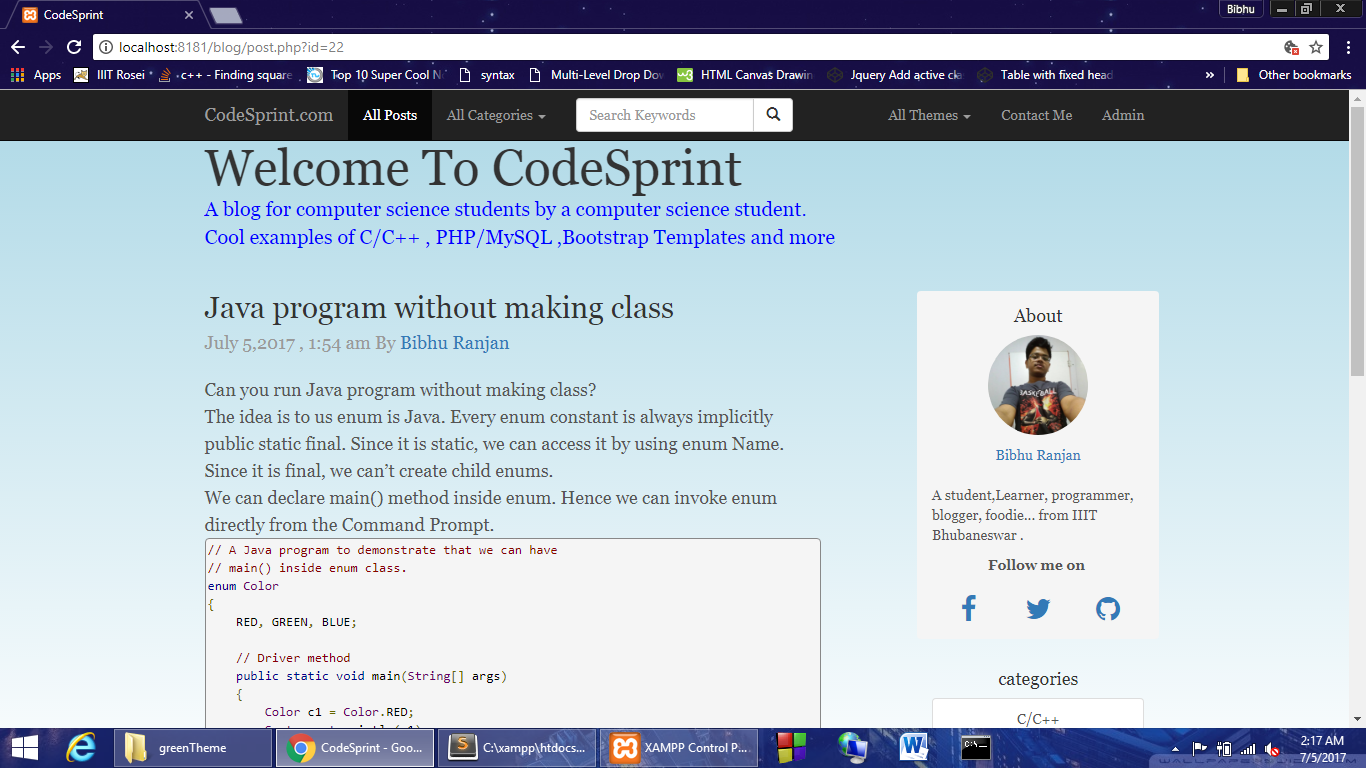 CodeSprint
Bibhu
localhost:8181/blog/post.php?id=22
Apps IIIT Rosei c++ - Finding square Top 10 Super Cool N syntax Multi-Level Drop Dov HTML Canvas Drawin Jquery Add active cla Table with fixed head » Other bookmarks
CodeSprint.com All Posts All Categories Search Keywords All Themes Contact Me Admin
Welcome To CodeSprint
A blog for computer science students by a computer science student.
Cool examples of C/C++ , PHP/MySQL ,Bootstrap Templates and more
Java program without making class
July 5,2017 , 1:54 am By Bibhu Ranjan
Can you run Java program without making class?
The idea is to us enum is Java. Every enum constant is always implicitly
public static final. Since it is static, we can access it by using enum Name.
Since it is final, we can't create child enums.
We can declare main() method inside enum. Hence we can invoke enum
directly from the Command Prompt.
// A Java program to demonstrate that we can have
// main() inside enum class.
enum Color
{
RED, GREEN, BLUE;
// Driver method
public static void main(String[] args)
{
Color c1 = Color.RED;
About
BASKETBALL
Bibhu Ranjan
A student,Learner, programmer,
blogger, foodie... from IIIT
Bhubaneswar .
Follow me on
categories
C/C++
greenTheme CodeSprint - Goo... C:\xampp\htdocs... XAMPP Control P...
2:17 AM
7/5/2017